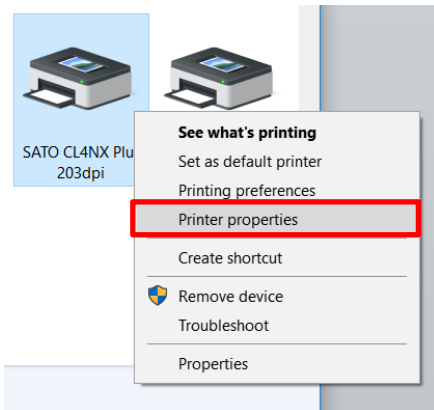 SATO CL4NX Plu
203dpi
See what's printing
Set as default printer
Printing preferences
Printer properties
Create shortcut
Remove device
Troubleshoot
Properties